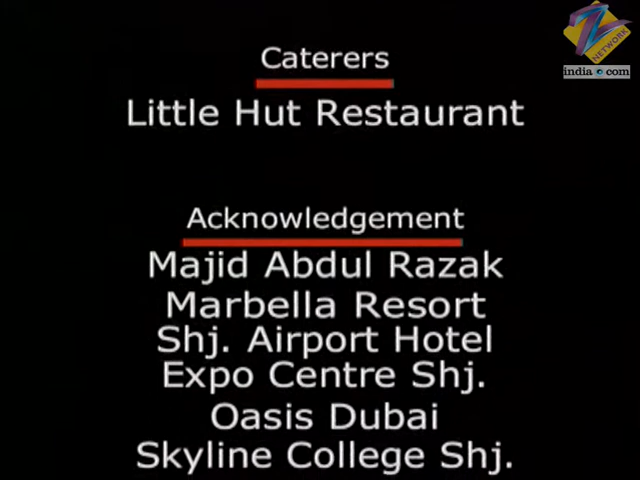 Z
NETWORK
india.com
Caterers
Little Hut Restaurant
Acknowledgement
Majid Abdul Razak
Marbella Resort
Shj. Airport Hotel
Expo Centre Shj.
Oasis Dubai
Skyline College Shj.